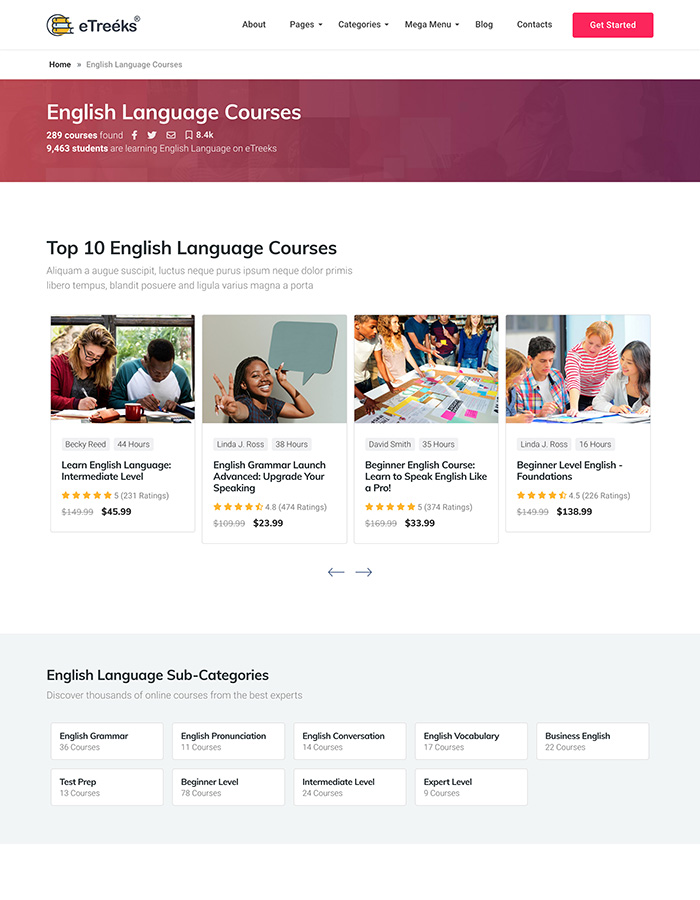 eTreeks®
About Pages Categories Mega Menu Blog Contacts Get Started
Home » English Language Courses
English Language Courses
289 courses found 8.4k
9,463 students are learning English Language on eTreeks
Top 10 English Language Courses
Aliquam a augue suscipit, luctus neque purus ipsum neque dolor primis
libero tempus, blandit posuere and ligula varius magna a porta
Becky Reed 44 Hours
Learn English Language:
Intermediate Level
5 (231 Ratings)
$149.99 $45.99
Linda J. Ross 38 Hours
English Grammar Launch
Advanced: Upgrade Your
Speaking
4.8 (474 Ratings)
$109.99 $23.99
David Smith 35 Hours
Beginner English Course:
Learn to Speak English Like
a Pro!
5 (374 Ratings)
$169.99 $33.99
Linda J. Ross 16 Hours
Beginner Level English -
Foundations
4.5 (226 Ratings)
$149.99 $138.99
English Language Sub-Categories
Discover thousands of online courses from the best experts
English Grammar
36 Courses
English Pronunciation
11 Courses
English Conversation
14 Courses
English Vocabulary
17 Courses
Business English
22 Courses
Test Prep
13 Courses
Beginner Level
78 Courses
Intermediate Level
24 Courses
Expert Level
9 Courses